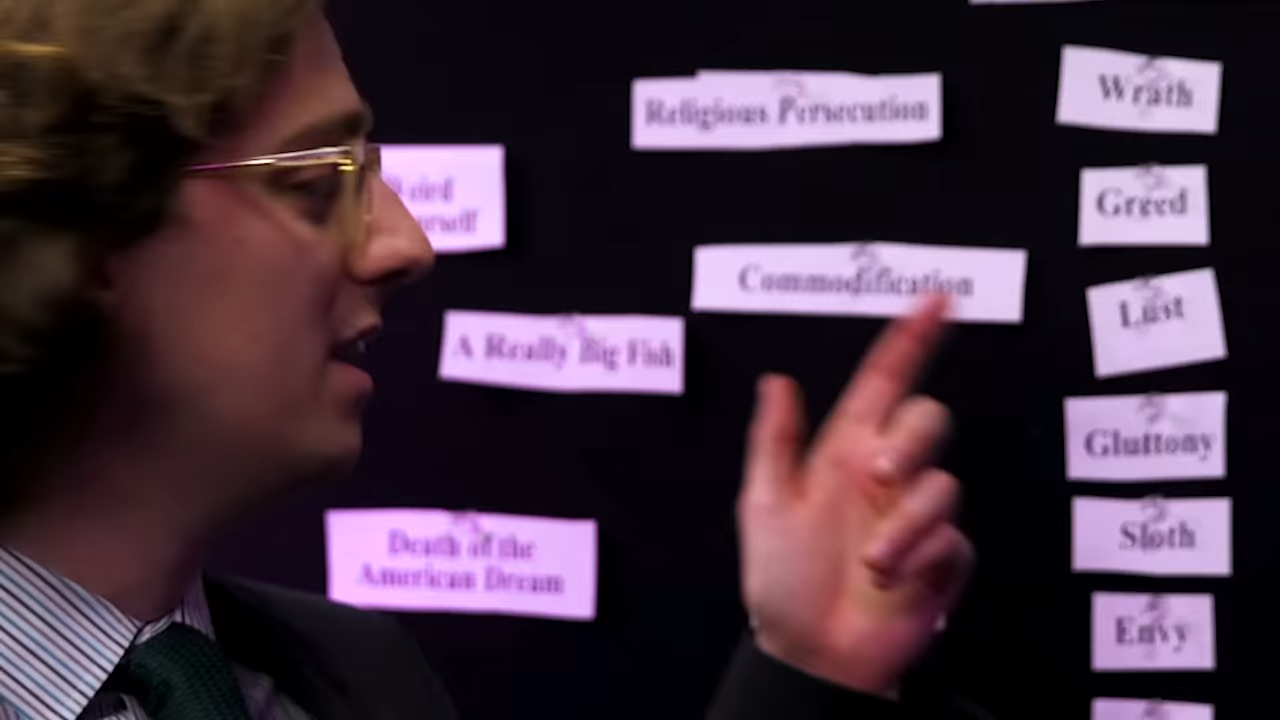 Religious Persecution
Commodification
A Really Big Fish
Death of the
American Dream
Wrath
Greed
Lust
Gluttony
Sloth
Envy